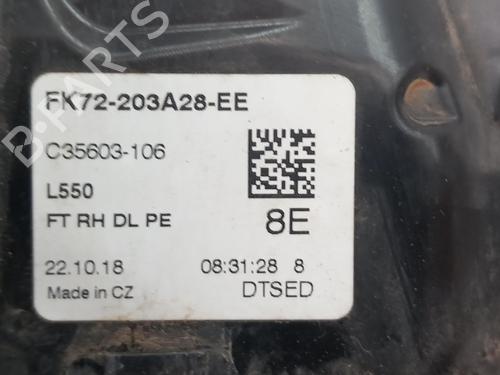 FK72-203A28-EE
C35603-106
L550
FT RH DL PE
8E
22.10.18 08:31:28 8
Made in CZ DTSED
B-PARTS